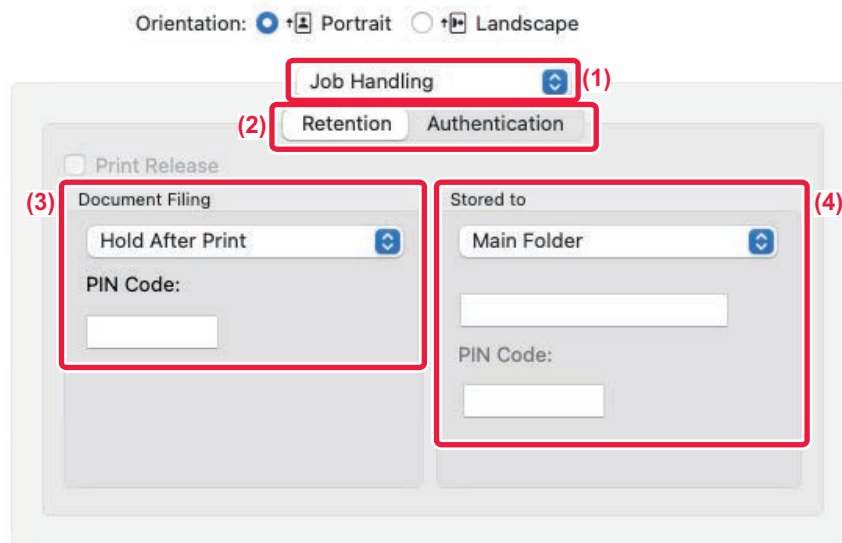 Orientation: Portrait Landscape
Job Handling (1)
(2) Retention Authentication
Print Release
(3) Document Filing
Hold After Print
PIN Code:
Stored to (4)
Main Folder
PIN Code: